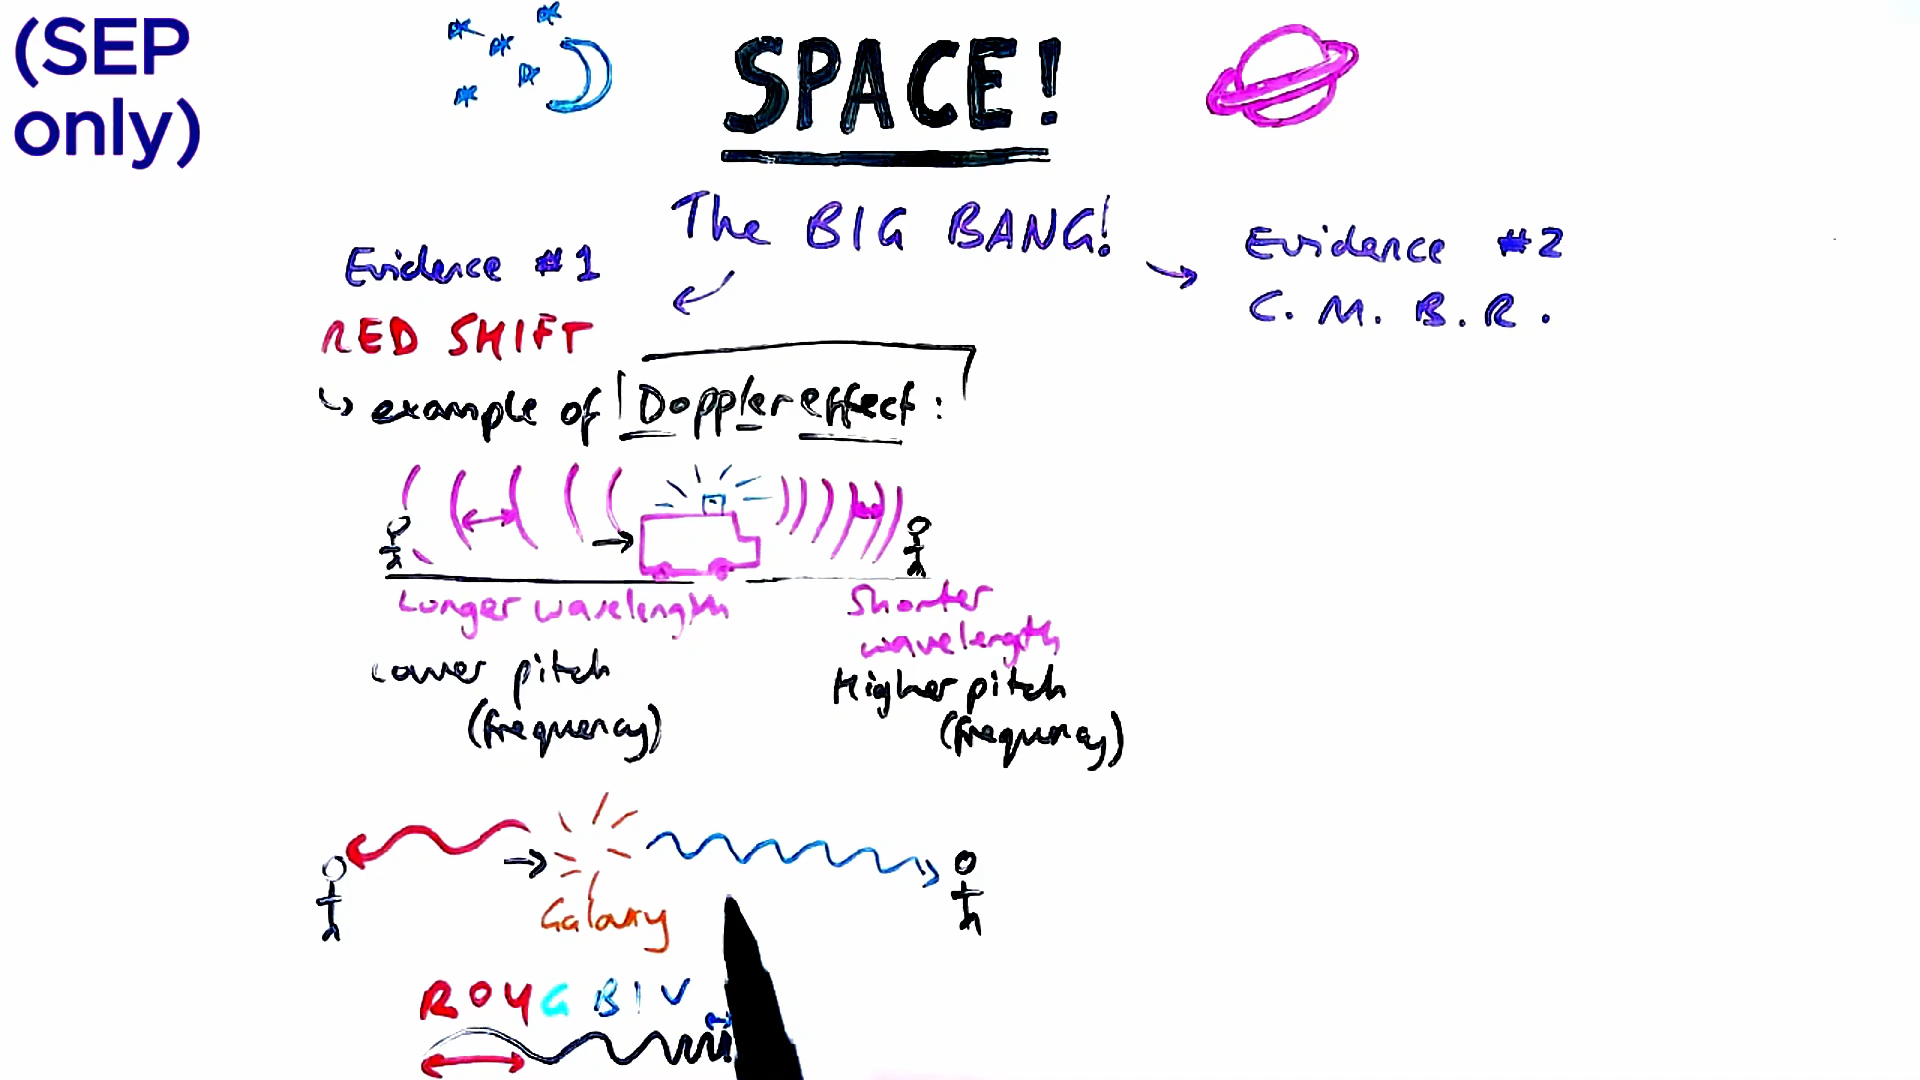 (SEP
only)
SPACE!
The BIG BANG!
Evidence #1
RED SHIFT
↳ example of Doppler effect:
Longer wavelength
Lower pitch
(frequency)
Shorter
wavelength
Higher pitch
(frequency)
Galaxy
ROYGBIV
Evidence #2
C. M. B. R.